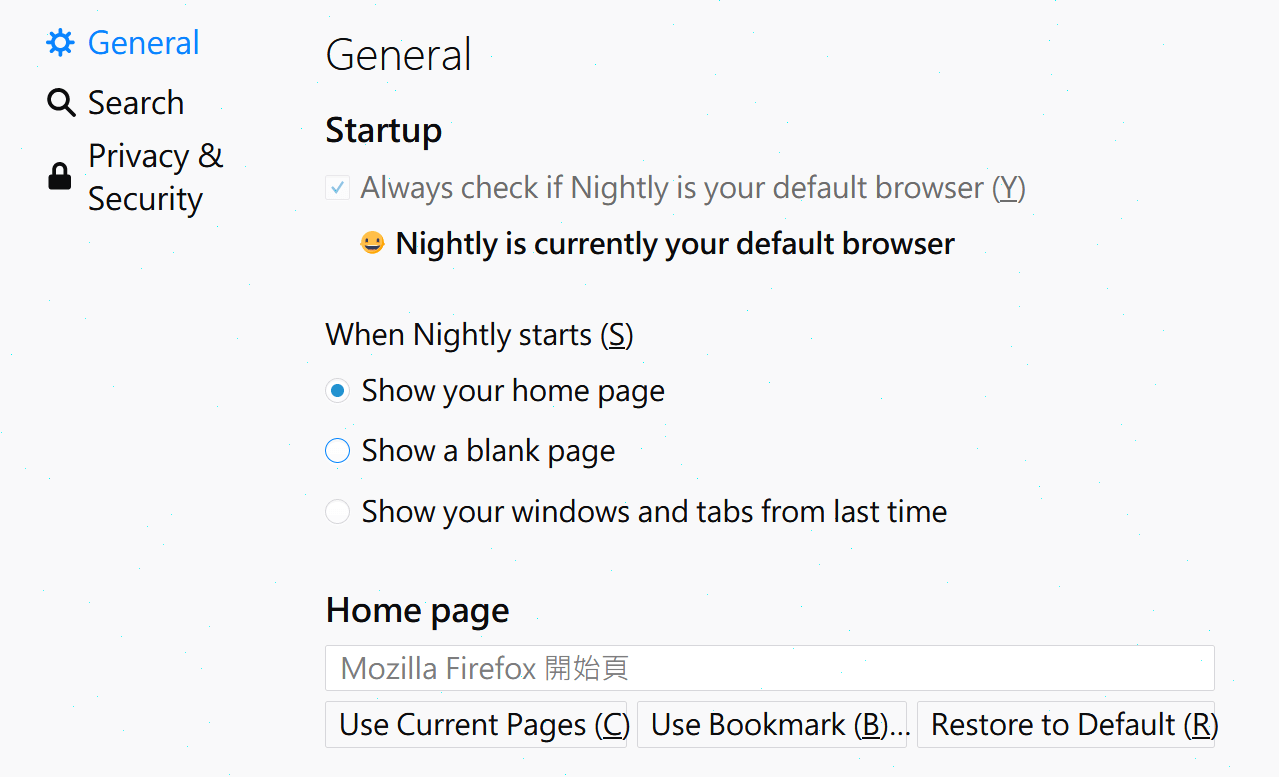 General
Search
Privacy &
Security
General
Startup
Always check if Nightly is your default browser (Y)
Nightly is currently your default browser
When Nightly starts (S)
Show your home page
Show a blank page
Show your windows and tabs from last time
Home page
Mozilla Firefox 開始頁
Use Current Pages (C) Use Bookmark (B)... Restore to Default (R)